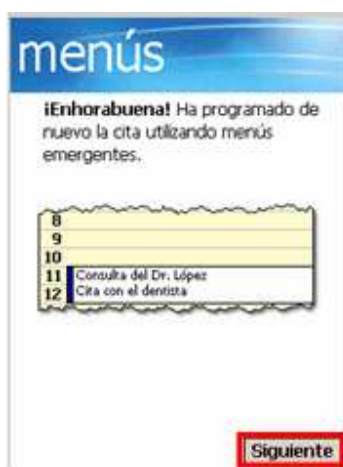 menús
¡Enhorabuena! Ha programado de
nuevo la cita utilizando menús
emergentes.
8
9
10
11 Consulta del Dr. López
12 Cita con el dentista
Siguiente